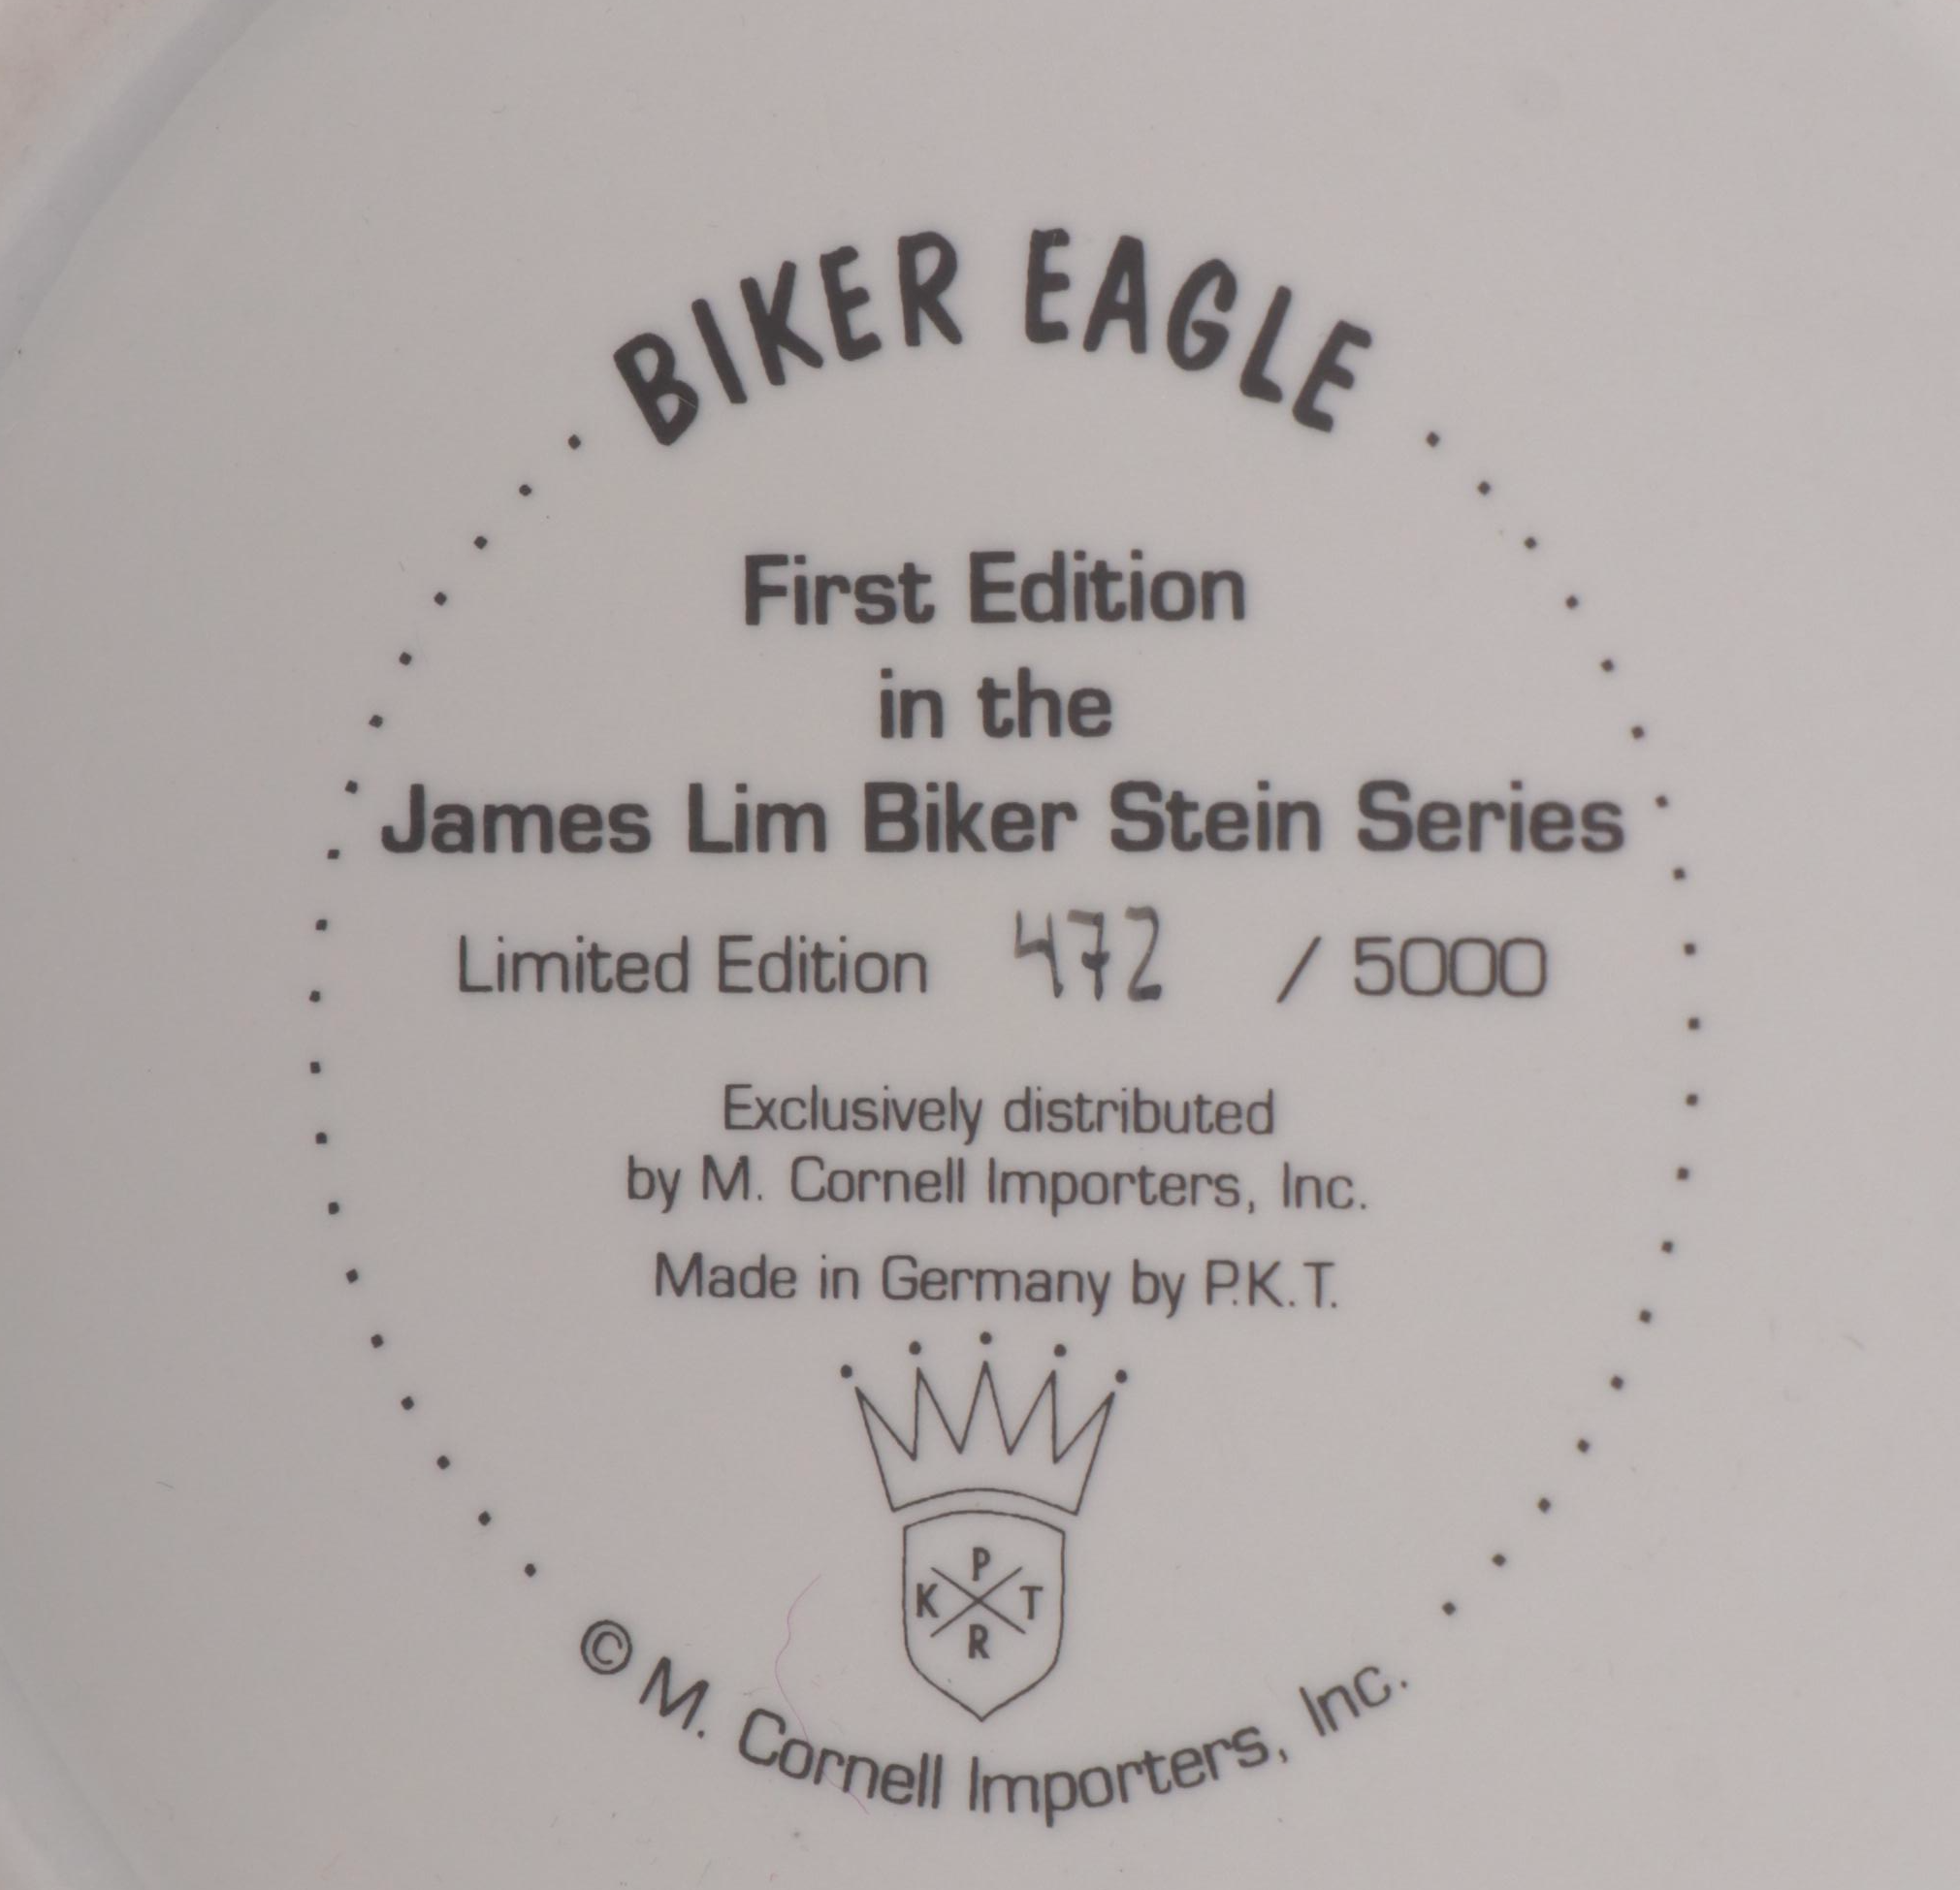 BIKER EAGLE
First Edition
in the
James Lim Biker Stein Series
Limited Edition 472 / 5000
Exclusively distributed
by M. Cornell Importers, Inc.
Made in Germany by P.K.T.
P
K T
R
© M. Cornell Importers, Inc.